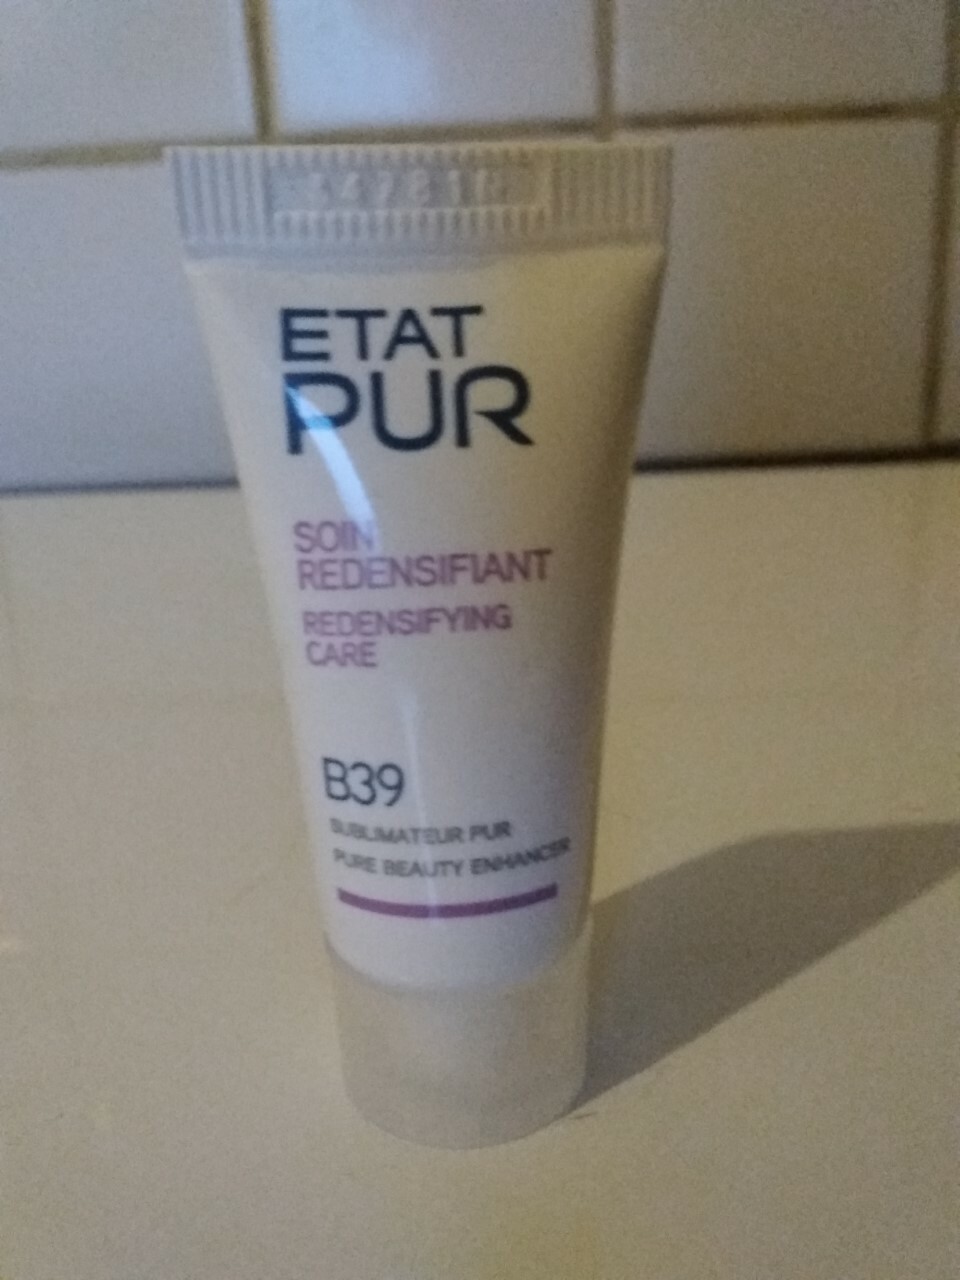 ETAT
PUR
SOIN
REDENSIFIANT
REDENSIFYING
CARE
B39
SUBLIMATEUR PUR
PURE BEAUTY ENHANCER